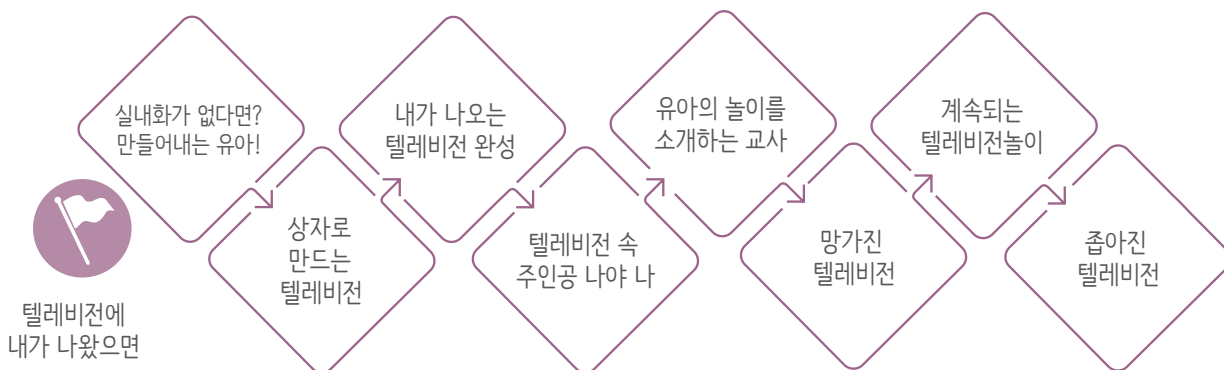 텔레비전에
내가 나왔으면
실내화가 없다면?
만들어내는 유아!
상자로
만드는
텔레비전
내가 나오는
텔레비전 완성
텔레비전 속
주인공 나야 나
유아의 놀이를
소개하는 교사
망가진
텔레비전
계속되는
텔레비전놀이
좁아진
텔레비전